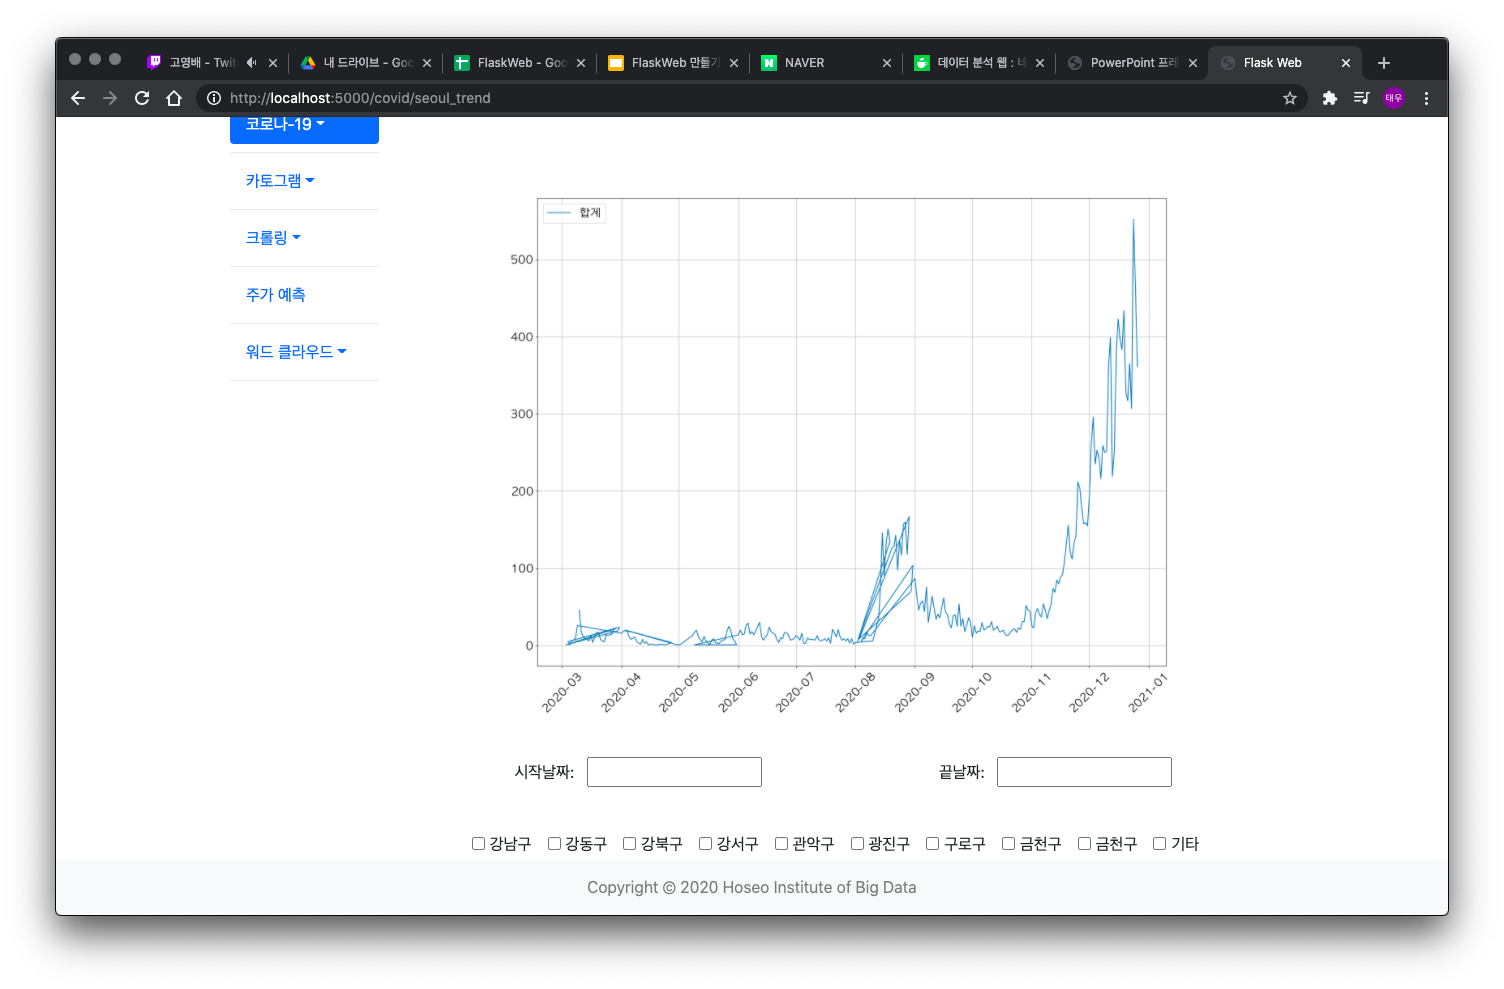 고영배 - Twit
내 드라이브 - Goo
FlaskWeb - Goo
FlaskWeb 만들기
NAVER
데이터 분석 웹 : 네
PowerPoint 프레
Flask Web
http://localhost:5000/covid/seoul_trend
태우
코로나-19
카토그램
크롤링
주가 예측
워드 클라우드
합계
500
400
300
200
100
0
2020-03 2020-04 2020-05 2020-06 2020-07 2020-08 2020-09 2020-10 2020-11 2020-12 2021-01
시작날짜: 끝날짜:
강남구 강동구 강북구 강서구 관악구 광진구 구로구 금천구 금천구 기타
Copyright © 2020 Hoseo Institute of Big Data